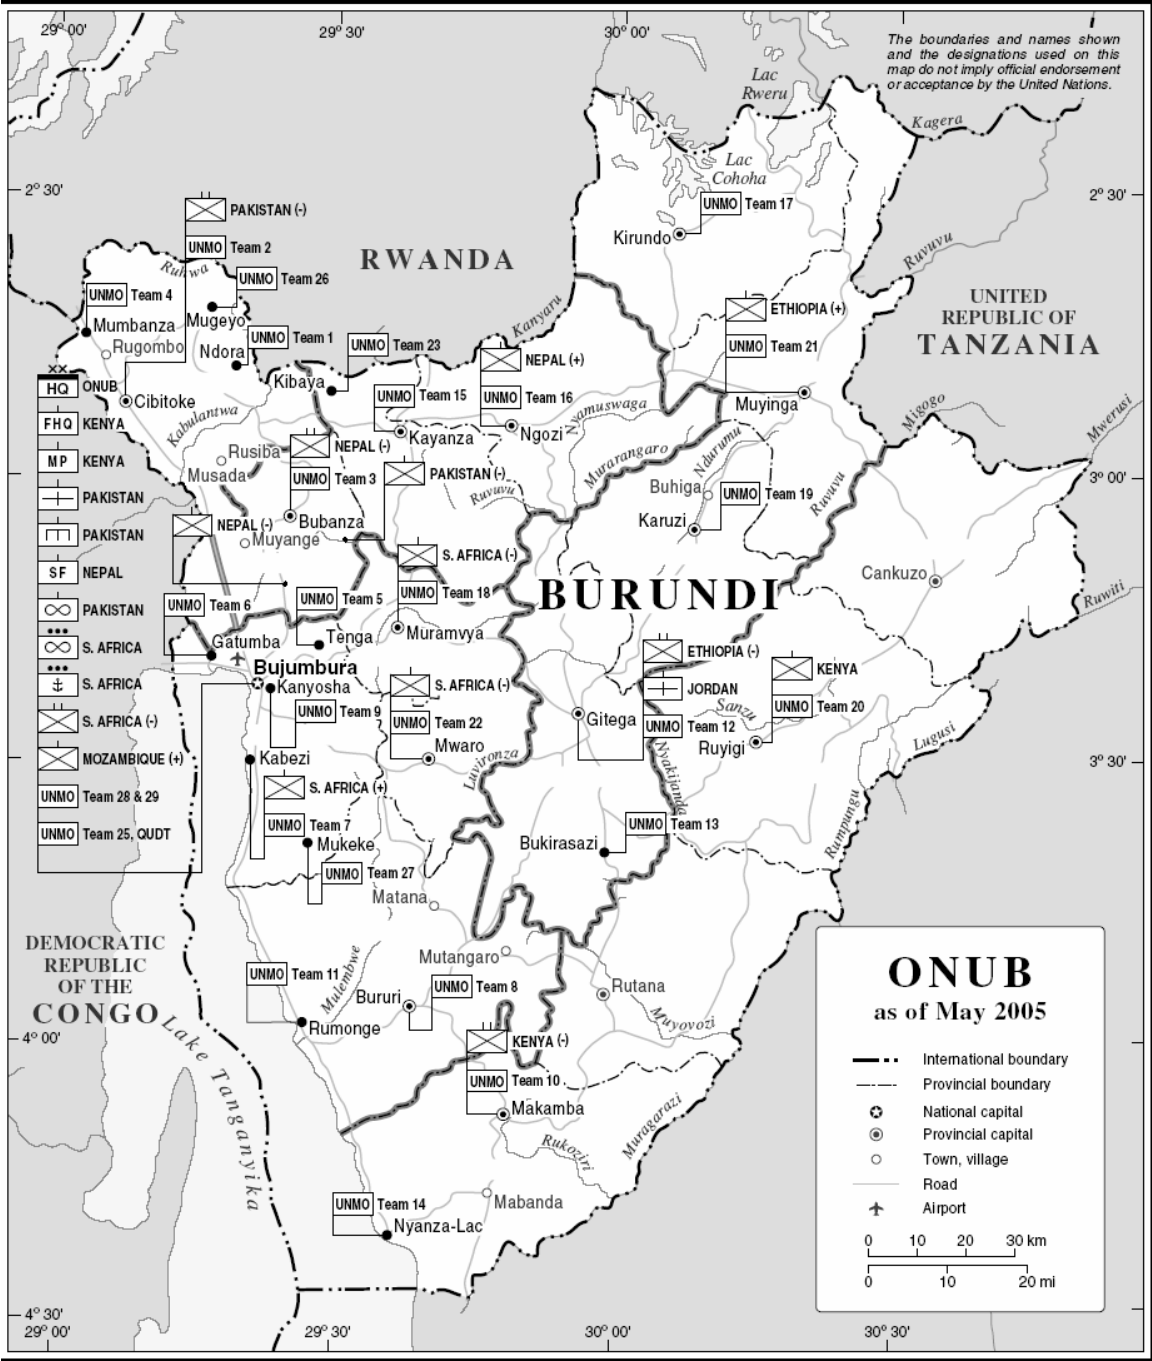 29° 00'
29° 30'
30° 00'
The boundaries and names shown
and the designations used on this
map do not imply official endorsement
or acceptance by the United Nations.
Lac
Rweru
Kagera
Lac
Cohoha
2° 30'
2° 30'
PAKISTAN (-)
UNMO Team 17
Kirundo
UNMO Team 2
RWANDA
Ruvuvu
Ruhwa
UNMO Team 26
UNMO Team 4
Mugeyo
Kanyaru
ETHIOPIA (+)
UNITED
REPUBLIC OF
TANZANIA
Mumbanza
Rugombo
UNMO Team 1
Ndora
UNMO Team 23
UNMO Team 21
NEPAL (+)
HQ ONUB
Kibaya
UNMO Team 15
UNMO Team 16
Muyinga
Migogo
Mwerusi
Cibitoke
Kabulantwa
Nyamuswaga
FHQ KENYA
Kayanza
Ngozi
Rusiba
NEPAL (-)
Murarangaro
Ndurumu
MP KENYA
Musada
UNMO Team 3
PAKISTAN (-)
Ruvuvu
Buhiga
UNMO Team 19
Ruvuvu
3° 00'
PAKISTAN
NEPAL (-)
Bubanza
Karuzi
PAKISTAN
Muyange
S. AFRICA (-)
SF NEPAL
BURUNDI
Cankuzo
Ruwiti
PAKISTAN
UNMO Team 6
UNMO Team 5
UNMO Team 18
S. AFRICA
Gatumba
Tenga
Muramvya
ETHIOPIA (-)
Bujumbura
KENYA
S. AFRICA
Kanyosha
S. AFRICA (-)
JORDAN
S. AFRICA (-)
UNMO Team 9
UNMO Team 22
Gitega
UNMO Team 12
Sanzu
UNMO Team 20
Ruyigi
Lugusi
MOZAMBIQUE (+)
Kabezi
Mwaro
Luvironza
Nyakijanda
3° 30'
UNMO Team 28 & 29
S. AFRICA (+)
UNMO Team 25, QUDT
UNMO Team 7
UNMO Team 13
Rumpungu
Mukeke
Bukirasazi
UNMO Team 27
Matana
DEMOCRATIC
REPUBLIC
OF THE
CONGO
Mulembwe
Mutangaro
UNMO Team 11
UNMO Team 8
Bururi
Rutana
Rumonge
Muyovozi
4° 00'
Lake Tanganyika
KENYA (-)
UNMO Team 10
Makamba
Muragarazi
Rukoziri
UNMO Team 14
Mabanda
Nyanza-Lac
ONUB
as of May 2005
International boundary
Provincial boundary
National capital
Provincial capital
Town, village
Road
Airport
0 10 20 30 km
0 10 20 mi
4° 30'
29° 00'
29° 30'
30° 00'
30° 30'